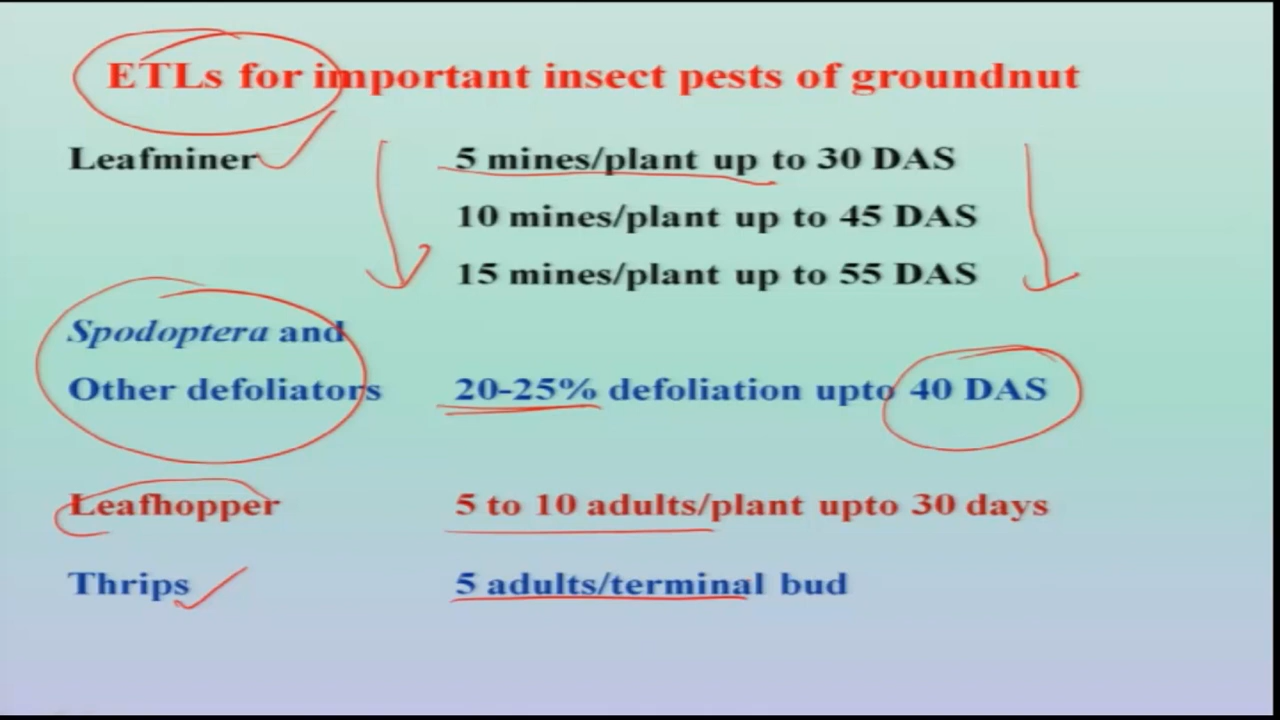 ETLs for important insect pests of groundnut
Leafminer 5 mines/plant up to 30 DAS
10 mines/plant up to 45 DAS
15 mines/plant up to 55 DAS
Spodoptera and
Other defoliators 20-25% defoliation upto 40 DAS
Leafhopper 5 to 10 adults/plant upto 30 days
Thrips 5 adults/terminal bud